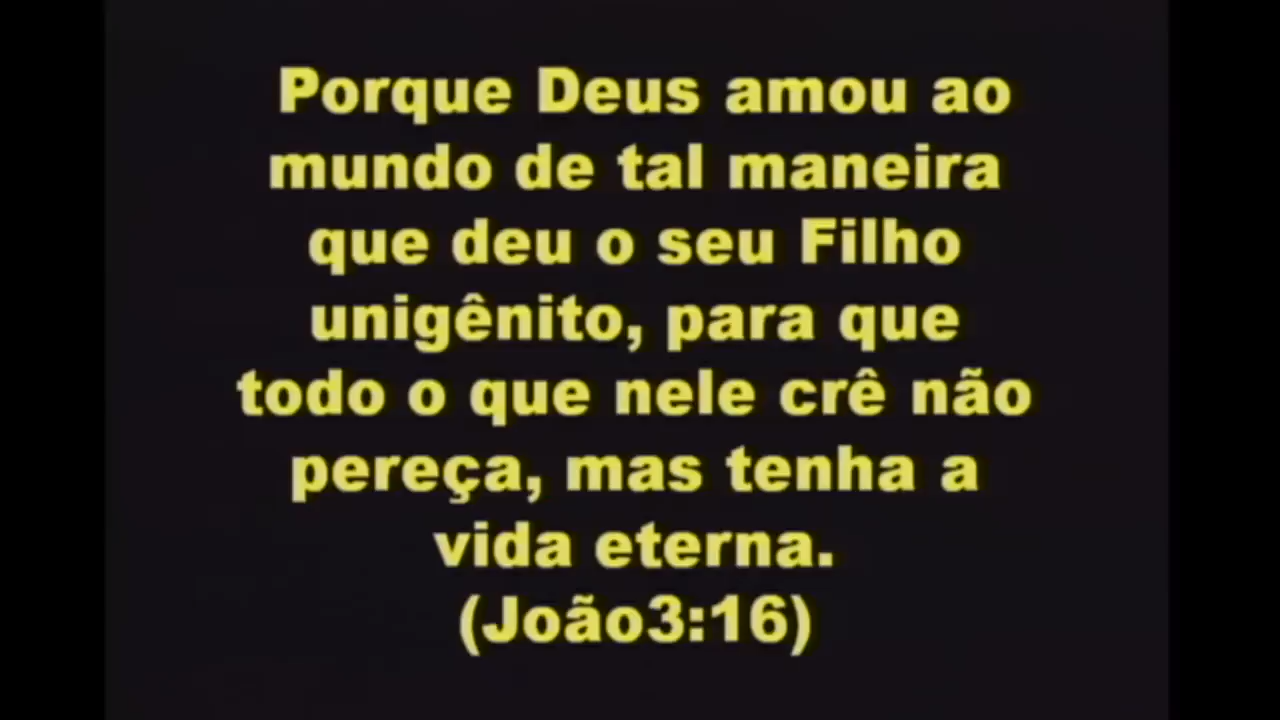 Porque Deus amou ao
mundo de tal maneira
que deu o seu Filho
unigênito, para que
todo o que nele crê não
pereça, mas tenha a
vida eterna.
(João3:16)